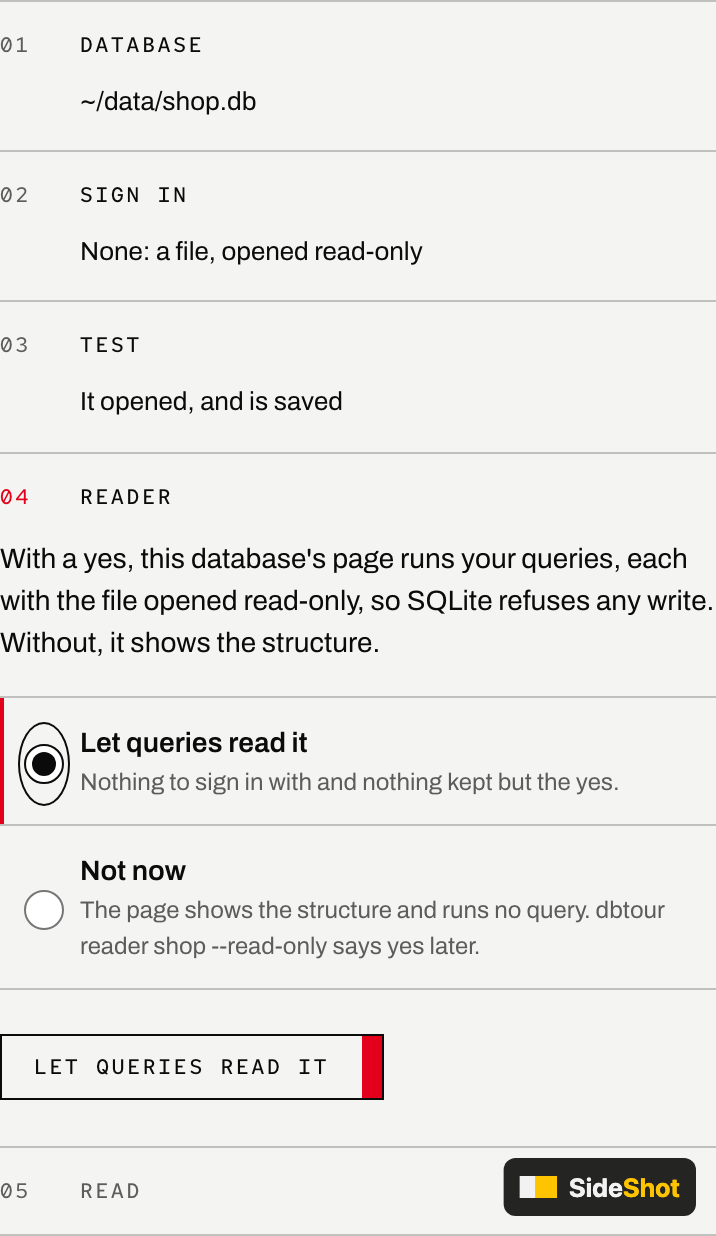 01 DATABASE
~/data/shop.db
02 SIGN IN
None: a file, opened read-only
03 TEST
It opened, and is saved
04 READER
With a yes, this database's page runs your queries, each
with the file opened read-only, so SQLite refuses any write.
Without, it shows the structure.
Let queries read it
Nothing to sign in with and nothing kept but the yes.
Not now
The page shows the structure and runs no query. dbtour
reader shop --read-only says yes later.
LET QUERIES READ IT
05 READ
SideShot